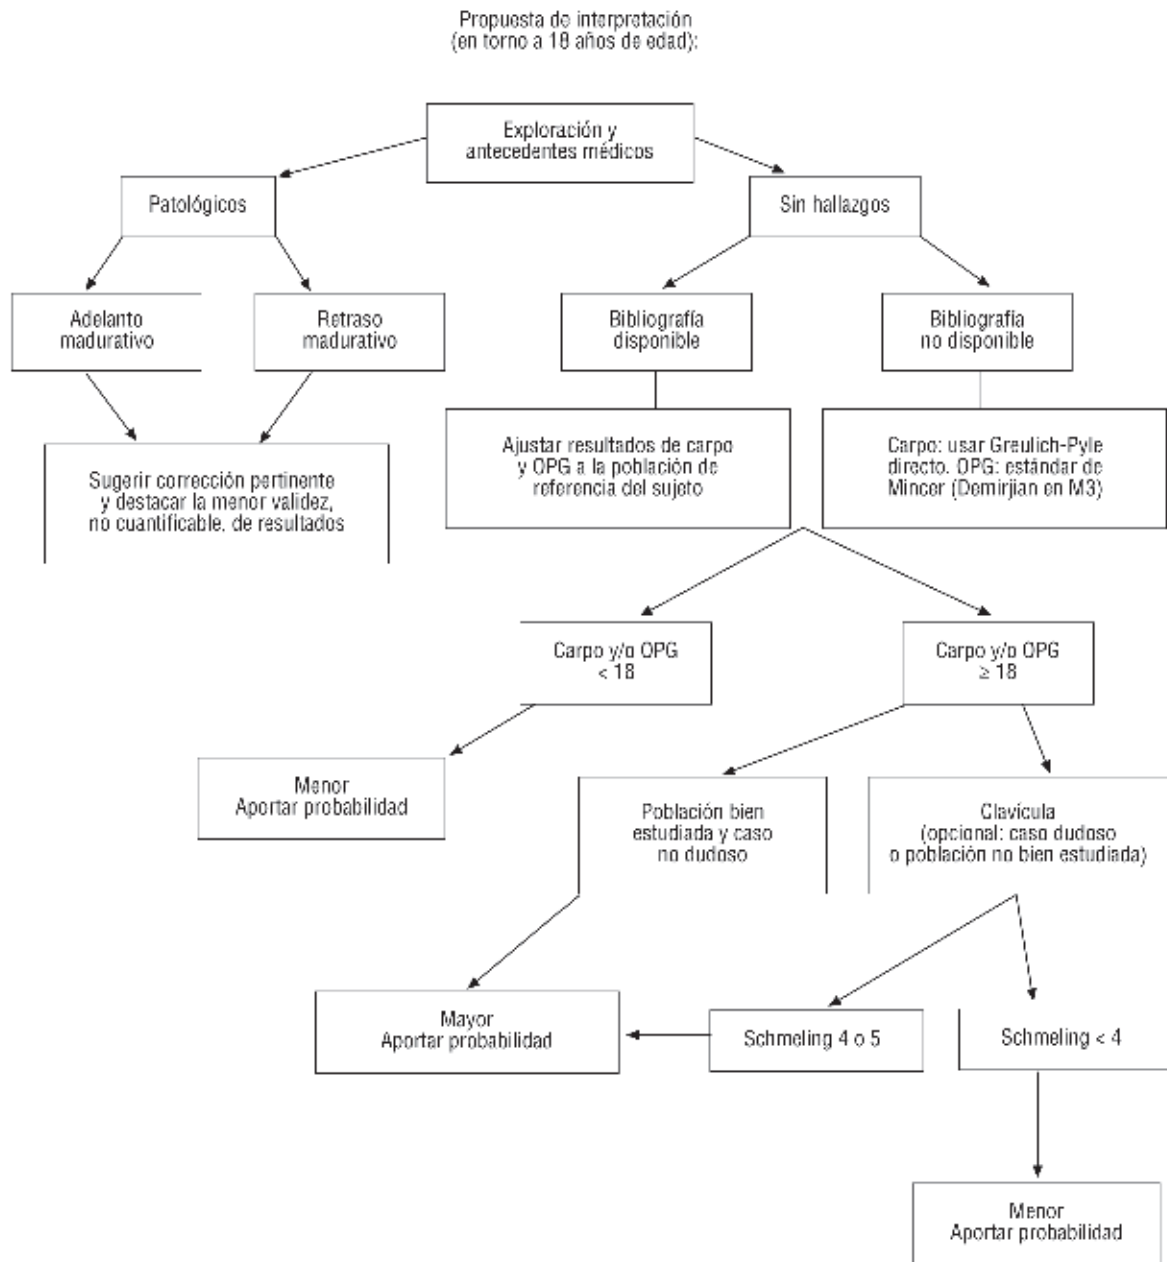 Propuesta de interpretación
(en torno a 18 años de edad):
Exploración y
antecedentes médicos
Patológicos
Sin hallazgos
Adelanto
madurativo
Retraso
madurativo
Bibliografía
disponible
Bibliografía
no disponible
Sugerir corrección pertinente
y destacar la menor validez,
no cuantificable, de resultados
Ajustar resultados de carpo
y OPG a la población de
referencia del sujeto
Carpo: usar Greulich-Pyle
directo. OPG: estándar de
Mincer (Demirjian en M3)
Carpo y/o OPG
< 18
Carpo y/o OPG
≥ 18
Menor
Aportar probabilidad
Población bien
estudiada y caso
no dudoso
Clavícula
(opcional: caso dudoso
o población no bien estudiada)
Mayor
Aportar probabilidad
Schmeling 4 o 5
Schmeling < 4
Menor
Aportar probabilidad